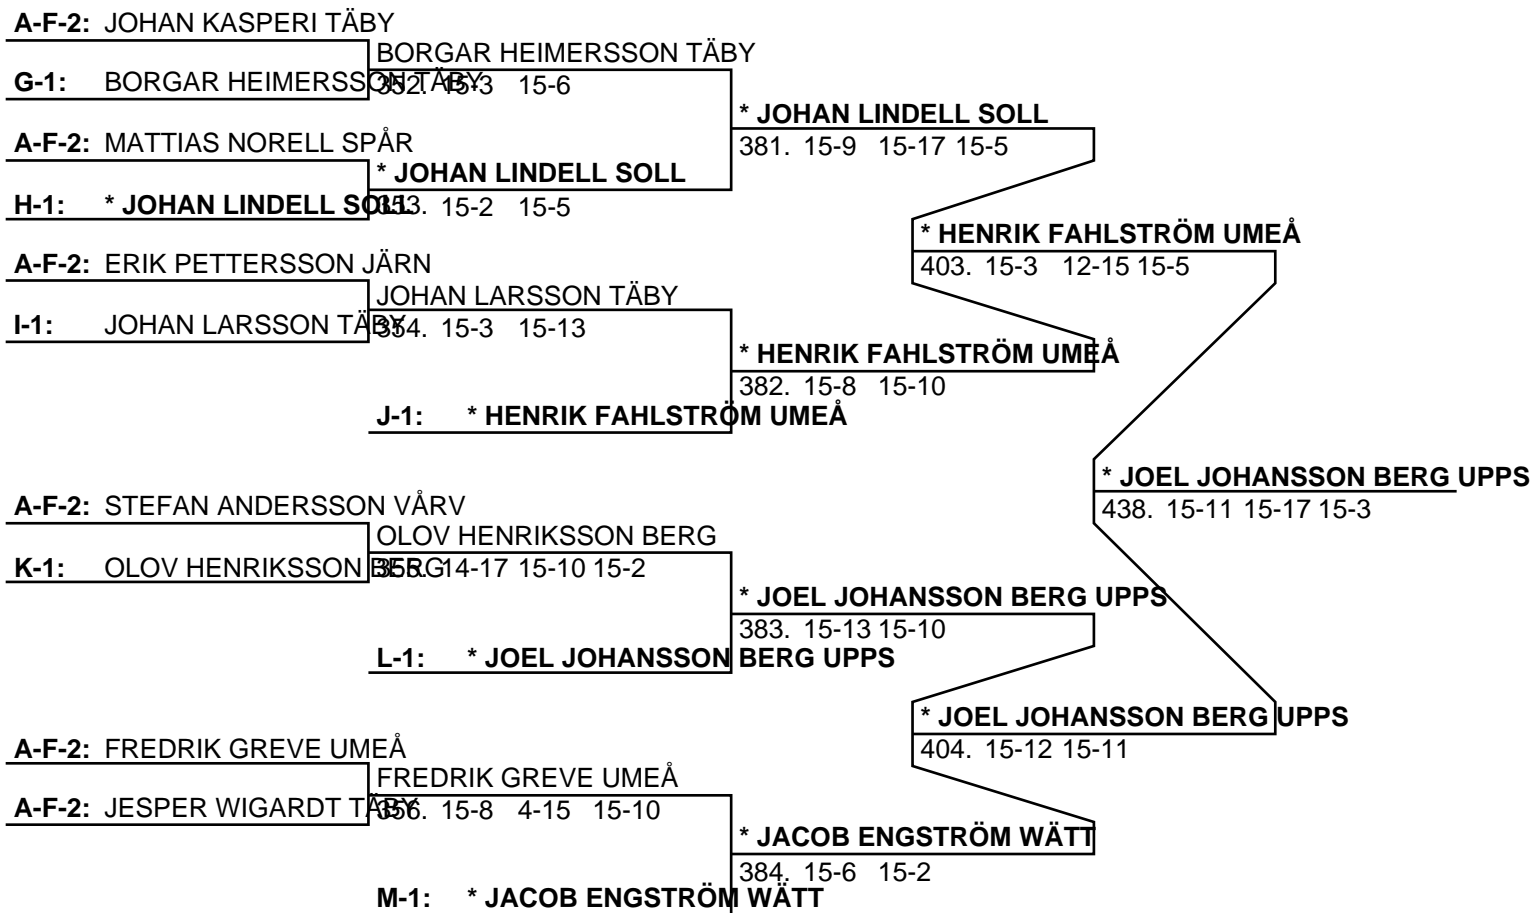 A-F-2: JOHAN KASPERI TÄBY
BORGAR HEIMERSSON TÄBY
G-1: BORGAR HEIMERSSON TÄBY
352. 15-3 15-6
* JOHAN LINDELL SOLL
381. 15-9 15-17 15-5
A-F-2: MATTIAS NORELL SPÅR
* JOHAN LINDELL SOLL
H-1: * JOHAN LINDELL SOLL
353. 15-2 15-5
* HENRIK FAHLSTRÖM UMEÅ
403. 15-3 12-15 15-5
A-F-2: ERIK PETTERSSON JÄRN
JOHAN LARSSON TÄBY
I-1: JOHAN LARSSON TÄBY
354. 15-3 15-13
* HENRIK FAHLSTRÖM UMEÅ
382. 15-8 15-10
J-1: * HENRIK FAHLSTRÖM UMEÅ
* JOEL JOHANSSON BERG UPPS
438. 15-11 15-17 15-3
A-F-2: STEFAN ANDERSSON VÅRV
OLOV HENRIKSSON BERG
K-1: OLOV HENRIKSSON BERG
355. 14-17 15-10 15-2
* JOEL JOHANSSON BERG UPPS
383. 15-13 15-10
L-1: * JOEL JOHANSSON BERG UPPS
* JOEL JOHANSSON BERG UPPS
404. 15-12 15-11
A-F-2: FREDRIK GREVE UMEÅ
FREDRIK GREVE UMEÅ
A-F-2: JESPER WIGARDT TÄBY
356. 15-8 4-15 15-10
* JACOB ENGSTRÖM WÄTT
384. 15-6 15-2
M-1: * JACOB ENGSTRÖM WÄTT